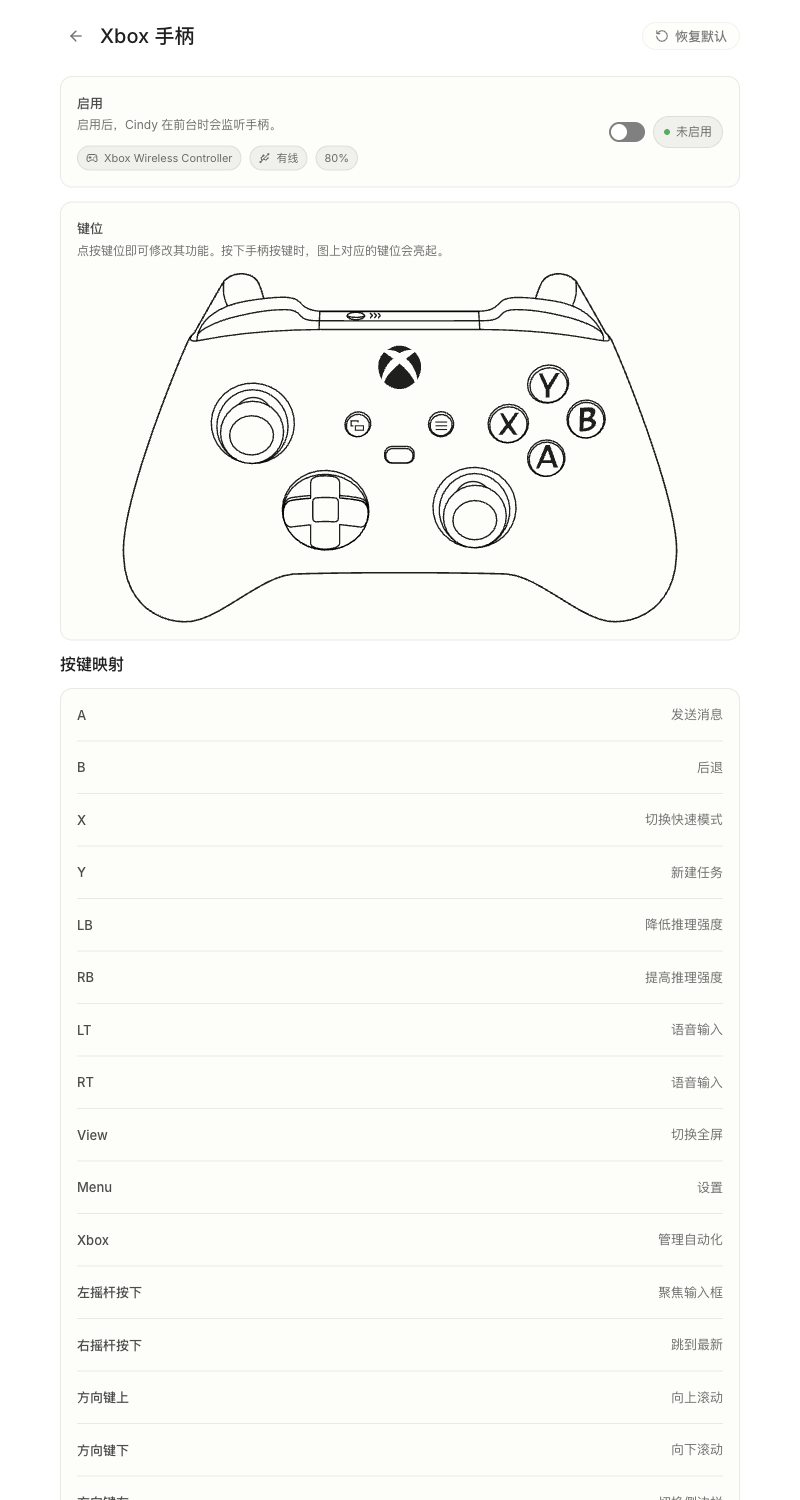 Xbox 手柄
恢复默认
启用
启用后，Cindy 在前台时会监听手柄。
未启用
Xbox Wireless Controller
有线
80%
键位
点按键位即可修改其功能。按下手柄按键时，图上对应的键位会亮起。
Y
X
B
A
按键映射
A 发送消息
B 后退
X 切换快速模式
Y 新建任务
LB 降低推理强度
RB 提高推理强度
LT 语音输入
RT 语音输入
View 切换全屏
Menu 设置
Xbox 管理自动化
左摇杆按下 聚焦输入框
右摇杆按下 跳到最新
方向键上 向上滚动
方向键下 向下滚动